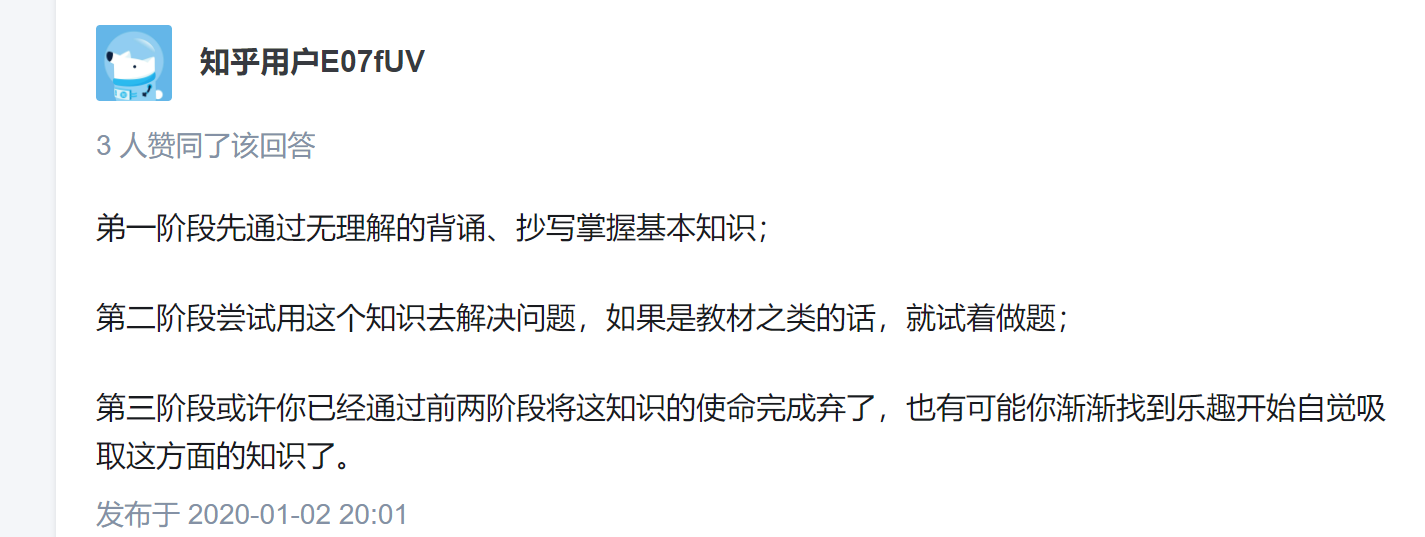 知乎用户E07fUV
3 人赞同了该回答
弟一阶段先通过无理解的背诵、抄写掌握基本知识；
第二阶段尝试用这个知识去解决问题，如果是教材之类的话，就试着做题；
第三阶段或许你已经通过前两阶段将这知识的使命完成弃了，也有可能你渐渐找到乐趣开始自觉吸
取这方面的知识了。
发布于 2020-01-02 20:01